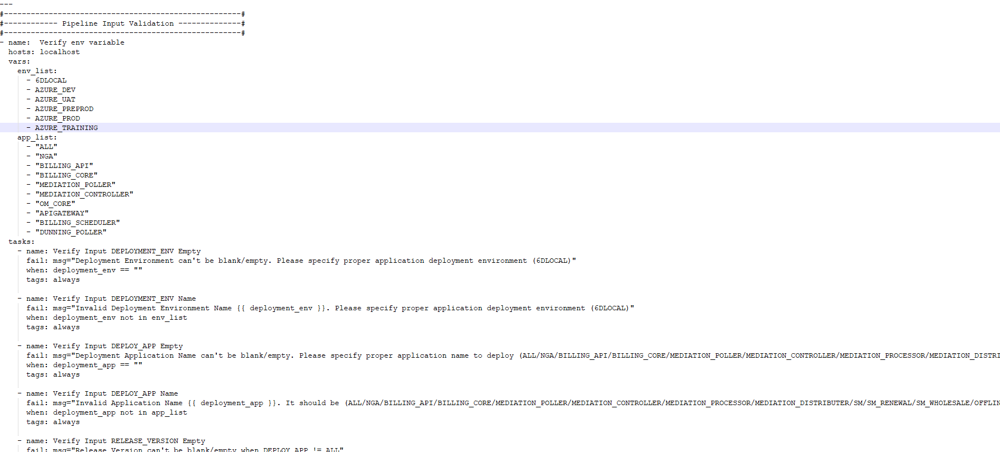 ---
#-----------------------------------------------------#
#------------ Pipeline Input Validation --------------#
#-----------------------------------------------------#
- name:  Verify env variable
  hosts: localhost
  vars:
    env_list:
      - 6DLOCAL
      - AZURE_DEV
      - AZURE_UAT
      - AZURE_PREPROD
      - AZURE_PROD
      - AZURE_TRAINING
    app_list:
      - "ALL"
      - "NGA"
      - "BILLING_API"
      - "BILLING_CORE"
      - "MEDIATION_POLLER"
      - "MEDIATION_CONTROLLER"
      - "OM_CORE"
      - "APIGATEWAY"
      - "BILLING_SCHEDULER"
      - "DUNNING_POLLER"
  tasks:
    - name: Verify Input DEPLOYMENT_ENV Empty
      fail: msg="Deployment Environment can't be blank/empty. Please specify proper application deployment environment (6DLOCAL)"
      when: deployment_env == ""
      tags: always
    - name: Verify Input DEPLOYMENT_ENV Name
      fail: msg="Invalid Deployment Environment Name {{ deployment_env }}. Please specify proper application deployment environment (6DLOCAL)"
      when: deployment_env not in env_list
      tags: always
    - name: Verify Input DEPLOY_APP Empty
      fail: msg="Deployment Application Name can't be blank/empty. Please specify proper application name to deploy (ALL/NGA/BILLING_API/BILLING_CORE/MEDIATION_POLLER/MEDIATION_CONTROLLER/MEDIATION_PROCESSOR/MEDIATION_DISTRI
      when: deployment_app == ""
      tags: always
    - name: Verify Input DEPLOY_APP Name
      fail: msg="Invalid Application Name {{ deployment_app }}. It should be (ALL/NGA/BILLING_API/BILLING_CORE/MEDIATION_POLLER/MEDIATION_CONTROLLER/MEDIATION_PROCESSOR/MEDIATION_DISTRIBUTER/SM/SM_RENEWAL/SM_WHOLESALE/OFFLIN
      when: deployment_app not in app_list
      tags: always
    - name: Verify Input RELEASE_VERSION Empty
      fail: msg="Release Version can't be blank/empty when DEPLOY_APP != ALL"